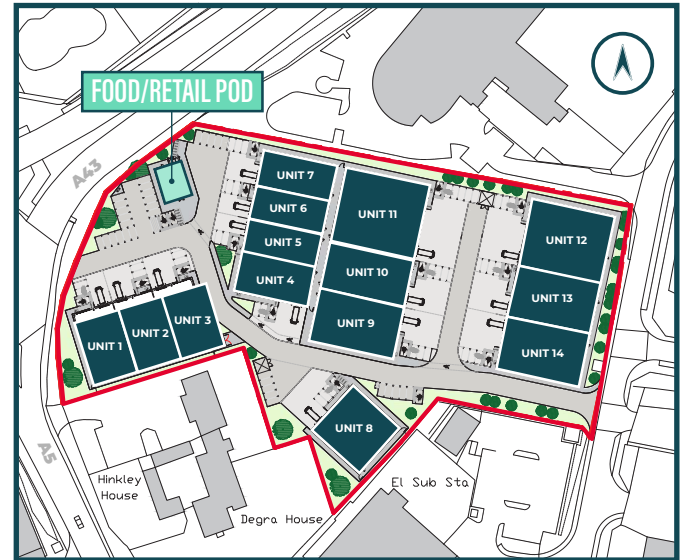 FOOD/RETAIL POD
A43
UNIT 7
UNIT 6
UNIT 5
UNIT 4
UNIT 11
UNIT 10
UNIT 9
UNIT 12
UNIT 13
UNIT 14
UNIT 1
UNIT 2
UNIT 3
UNIT 8
A5
Hinkley
House
Degra House
El Sub Sta